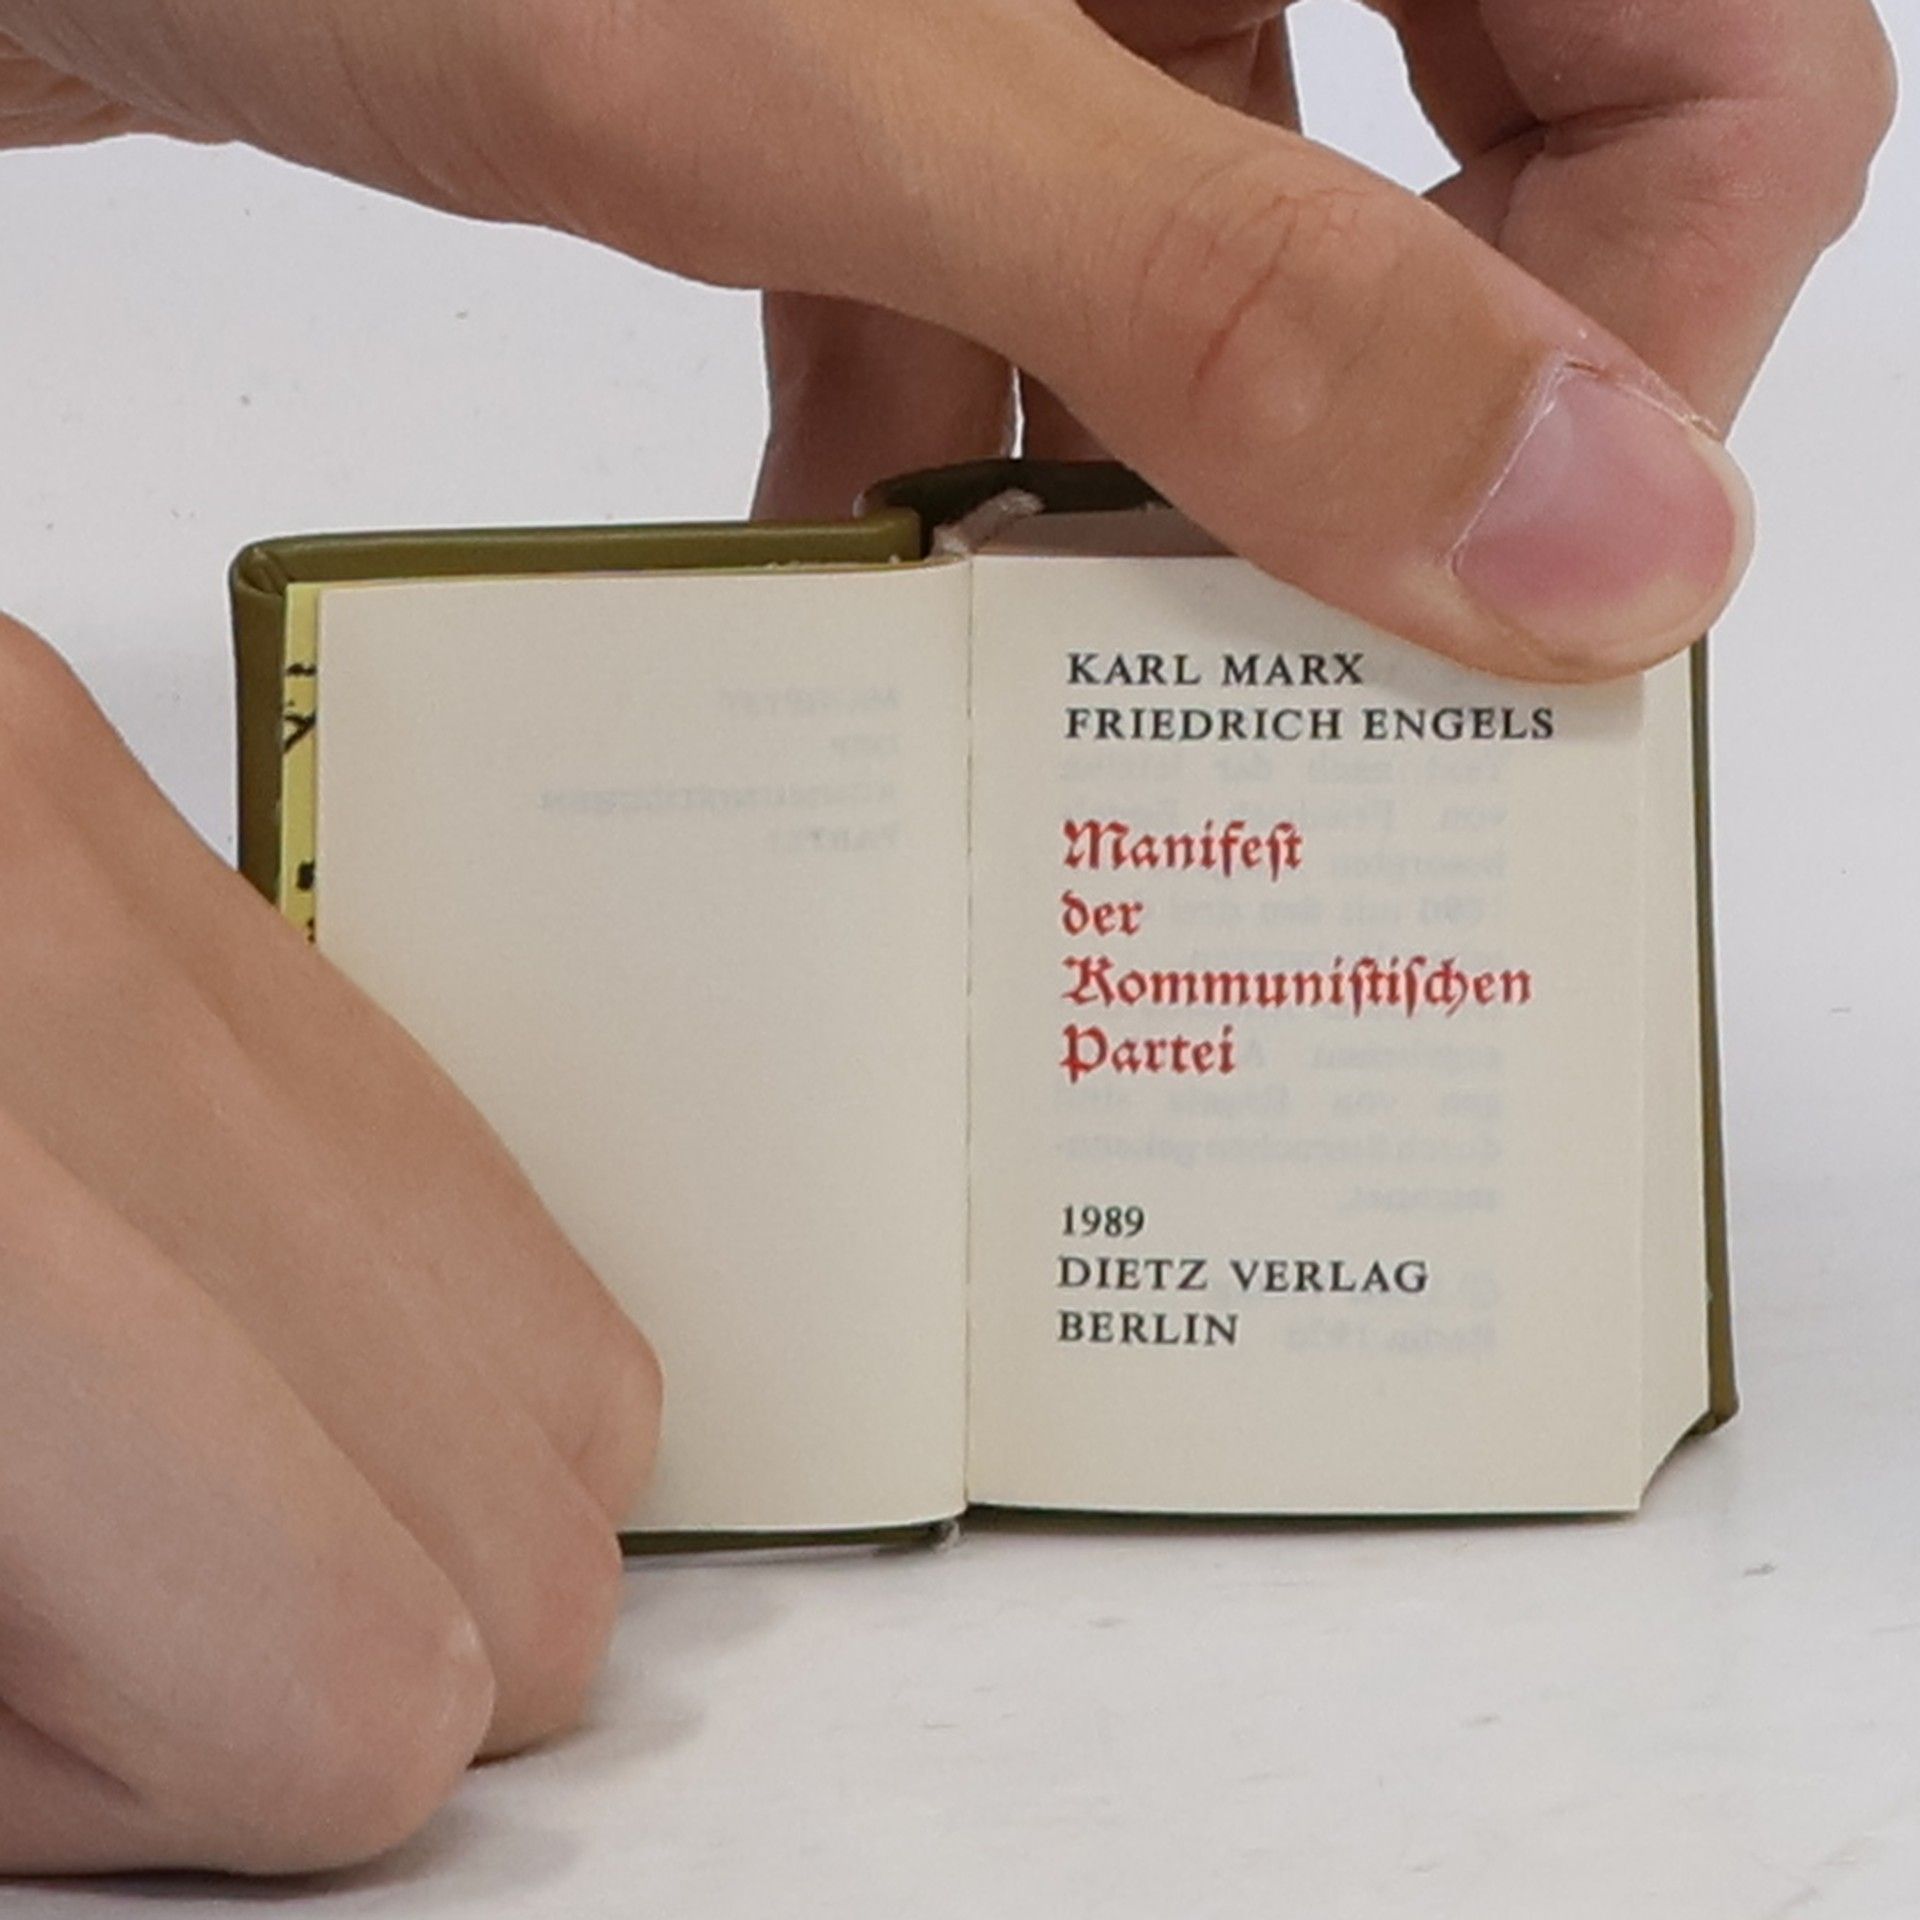 KARL MARX
FRIEDRICH ENGELS
Manifeſt
der
Kommuniſtiſchen
Partei
1989
DIETZ VERLAG
BERLIN